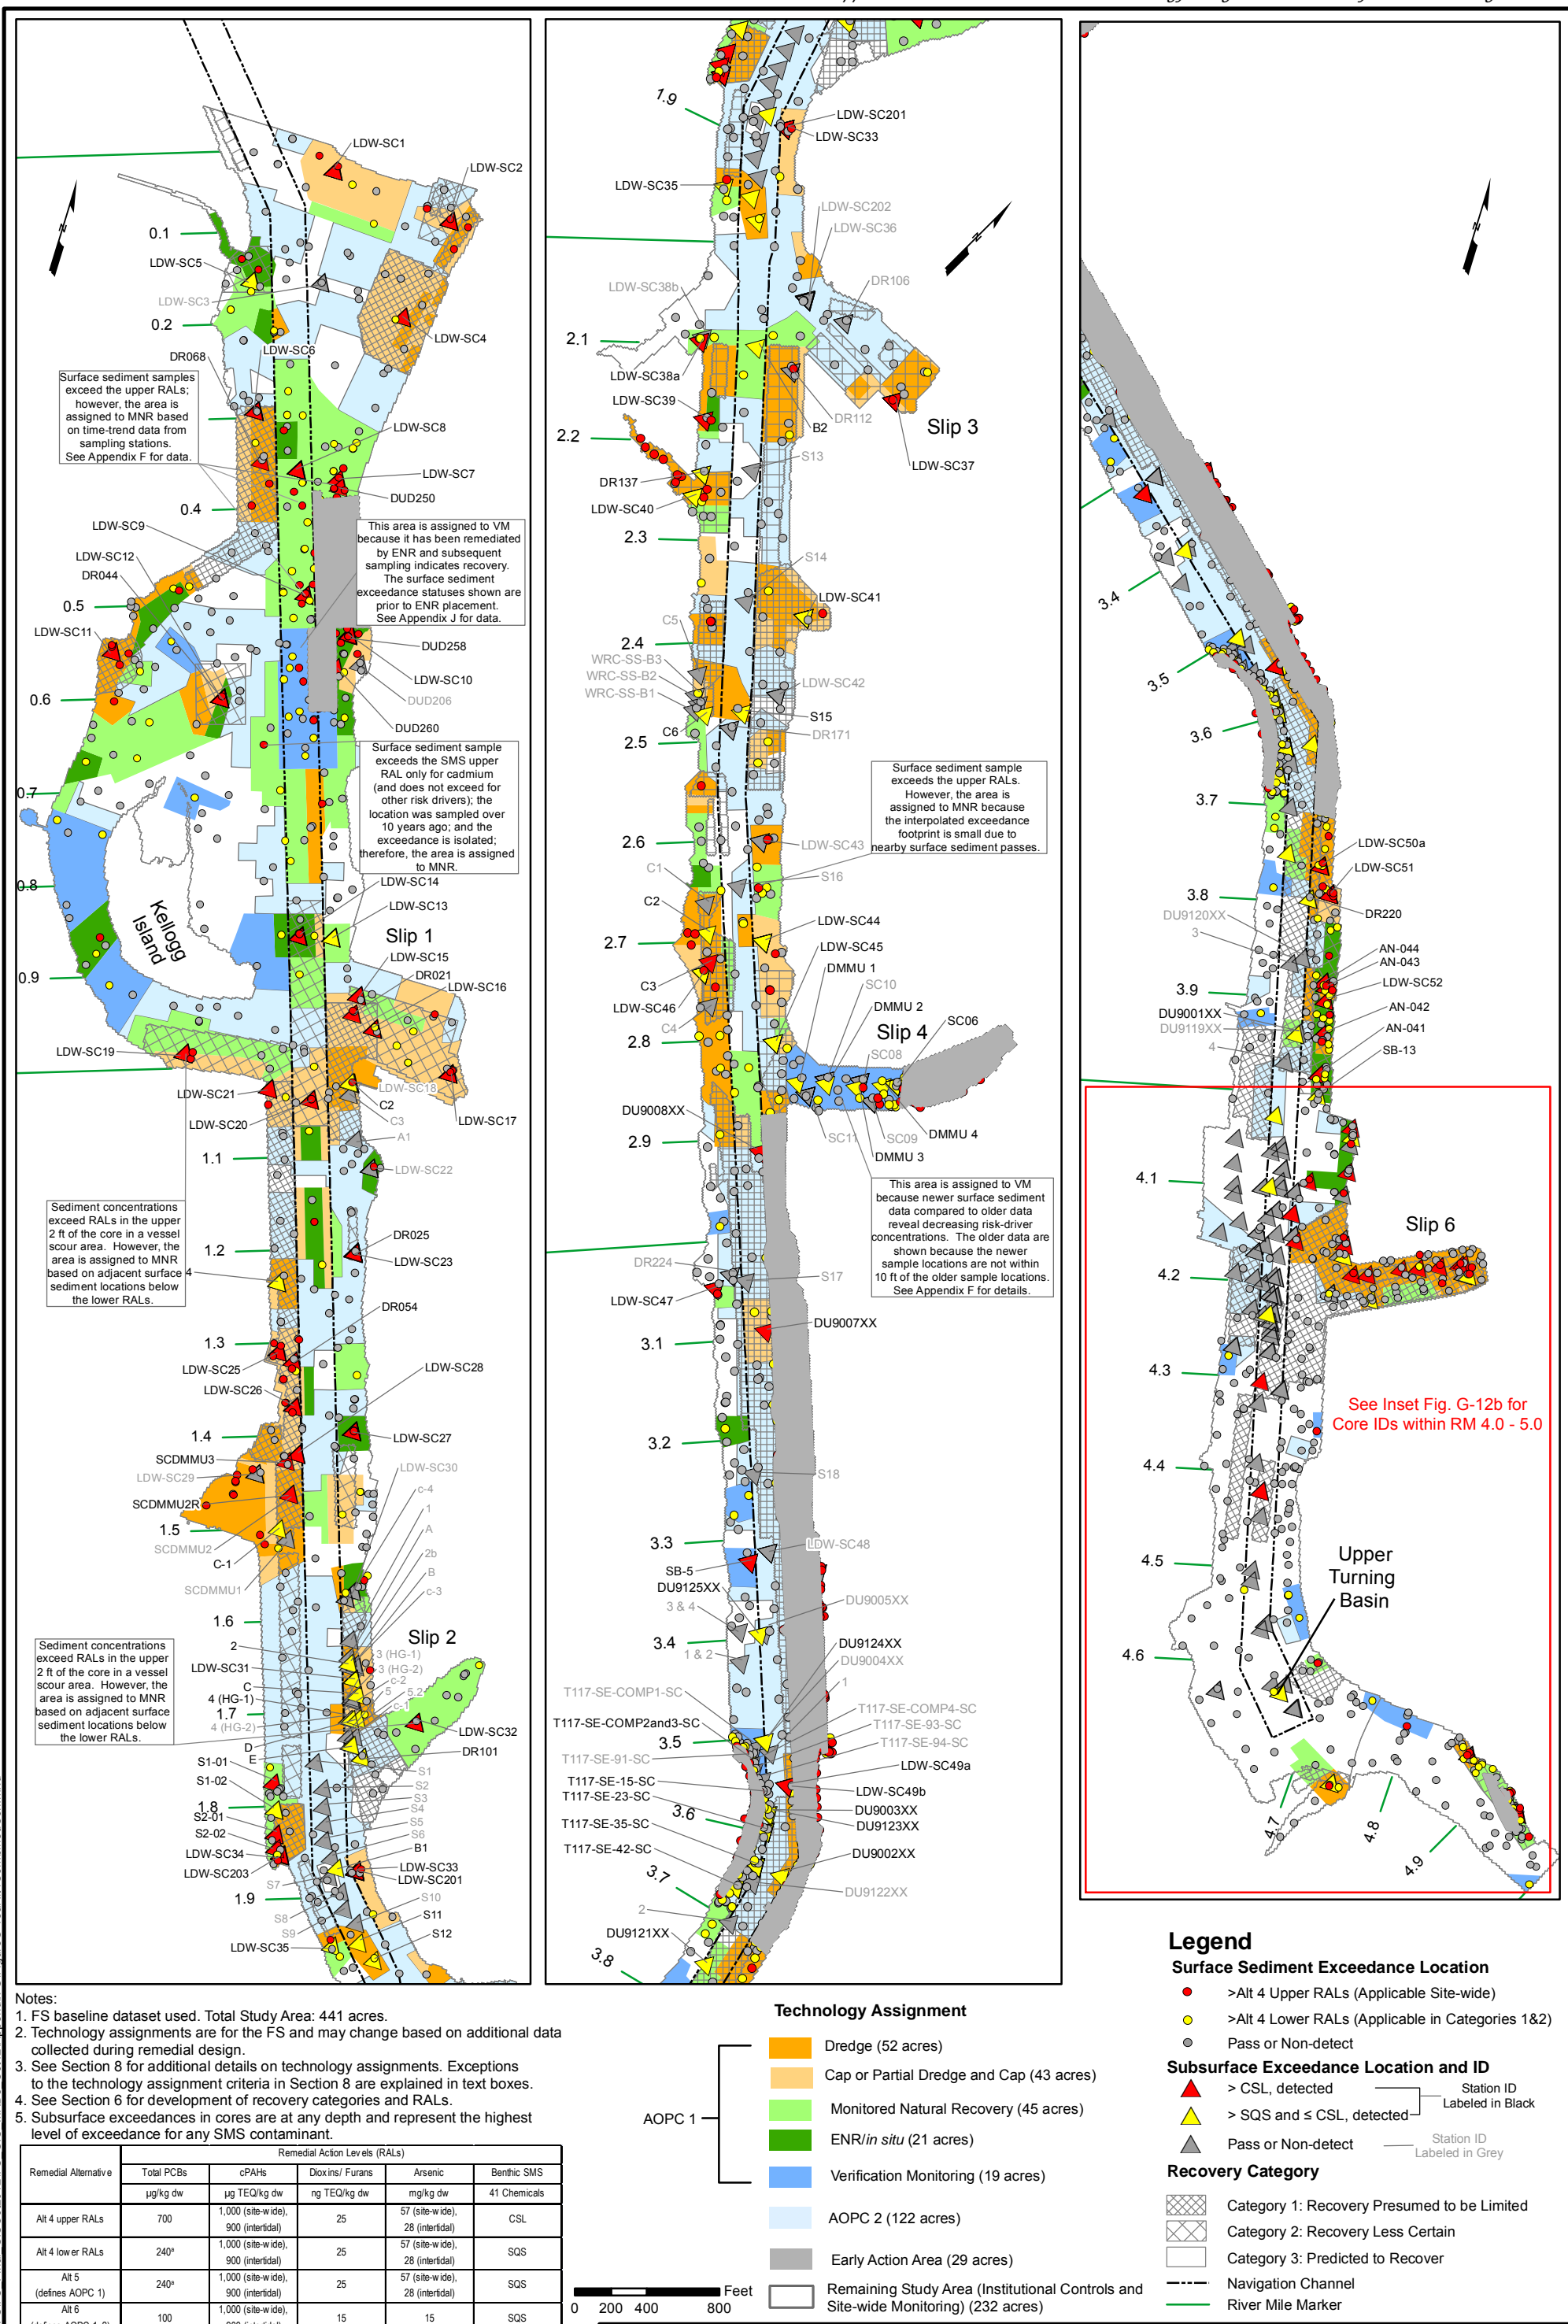 LDW-SC1
LDW-SC2
0.1
LDW-SC5
LDW-SC3
0.2
LDW-SC4
LDW-SC6
DR068
Surface sediment samples
exceed the upper RALs;
however, the area is
assigned to MNR based
on time-trend data from
sampling stations.
See Appendix F for data.
LDW-SC8
LDW-SC7
DUD250
0.4
LDW-SC9
This area is assigned to VM
because it has been remediated
by ENR and subsequent
sampling indicates recovery.
The surface sediment
exceedance statuses shown are
prior to ENR placement.
See Appendix J for data.
LDW-SC12
DR044
0.5
LDW-SC11
DUD258
LDW-SC10
DUD206
0.6
DUD260
Surface sediment sample
exceeds the SMS upper
RAL only for cadmium
(and does not exceed for
other risk drivers); the
location was sampled over
10 years ago; and the
exceedance is isolated;
therefore, the area is assigned
to MNR.
0.7
0.8
Kellogg
Island
LDW-SC14
LDW-SC13
Slip 1
LDW-SC15
DR021
LDW-SC16
0.9
LDW-SC19
LDW-SC18
LDW-SC21
C2
C3
LDW-SC17
LDW-SC20
A1
1.1
LDW-SC22
Sediment concentrations
exceed RALs in the upper
2 ft of the core in a vessel
scour area. However, the
area is assigned to MNR
based on adjacent surface
sediment locations below
the lower RALs.
4
DR025
1.2
LDW-SC23
DR054
1.3
LDW-SC25
LDW-SC28
LDW-SC26
1.4
LDW-SC27
SCDMMU3
LDW-SC29
LDW-SC30
c-4
SCDMMU2R
1
1.5
A
SCDMMU2
2b
C-1
B
SCDMMU1
c-3
1.6
Sediment concentrations
exceed RALs in the upper
2 ft of the core in a vessel
scour area. However, the
area is assigned to MNR
based on adjacent surface
sediment locations below
the lower RALs.
Slip 2
2
3 (HG-1)
LDW-SC31
3 (HG-2)
C
c-2
4 (HG-1)
5
5.2
1.7
c-1
4 (HG-2)
LDW-SC32
D
DR101
E
S1-01
S1
S1-02
S2
S3
1.8
S4
S2-01
S5
S2-02
S6
LDW-SC34
B1
LDW-SC203
LDW-SC33
LDW-SC201
S7
1.9
S10
S8
S11
S9
S12
LDW-SC35
N
1.9
LDW-SC201
LDW-SC33
LDW-SC35
LDW-SC202
LDW-SC36
DR106
LDW-SC38b
2.1
LDW-SC38a
LDW-SC39
DR112
B2
Slip 3
2.2
LDW-SC37
S13
DR137
LDW-SC40
2.3
S14
LDW-SC41
C5
2.4
WRC-SS-B3
WRC-SS-B2
WRC-SS-B1
LDW-SC42
S15
C6
DR171
2.5
Surface sediment sample
exceeds the upper RALs.
However, the area is
assigned to MNR because
the interpolated exceedance
footprint is small due to
nearby surface sediment passes.
2.6
LDW-SC43
C1
S16
C2
LDW-SC44
2.7
LDW-SC45
DMMU 1
C3
SC10
LDW-SC46
DMMU 2
C4
Slip 4
SC06
2.8
SC08
DU9008XX
2.9
SC11
SC09
DMMU 4
DMMU 3
This area is assigned to VM
because newer surface sediment
data compared to older data
reveal decreasing risk-driver
concentrations. The older data are
shown because the newer
sample locations are not within
10 ft of the older sample locations.
See Appendix F for details.
DR224
S17
LDW-SC47
DU9007XX
3.1
3.2
S18
3.3
LDW-SC48
SB-5
DU9125XX
DU9005XX
3 & 4
3.4
DU9124XX
1 & 2
DU9004XX
1
T117-SE-COMP1-SC
T117-SE-COMP4-SC
T117-SE-COMP2and3-SC
T117-SE-93-SC
3.5
T117-SE-94-SC
T117-SE-91-SC
LDW-SC49a
T117-SE-15-SC
LDW-SC49b
T117-SE-23-SC
DU9003XX
3.6
DU9123XX
T117-SE-35-SC
T117-SE-42-SC
DU9002XX
3.7
DU9122XX
2
DU9121XX
3.8
N
3.4
3.5
3.6
3.7
LDW-SC50a
LDW-SC51
3.8
DU9120XX
DR220
3
AN-044
AN-043
LDW-SC52
3.9
DU9001XX
AN-042
DU9119XX
AN-041
4
SB-13
4.1
Slip 6
4.2
4.3
See Inset Fig. G-12b for
Core IDs within RM 4.0 - 5.0
4.4
4.5
Upper
Turning
Basin
4.6
4.7
4.8
4.9
N
Notes:
1. FS baseline dataset used. Total Study Area: 441 acres.
2. Technology assignments are for the FS and may change based on additional data
collected during remedial design.
3. See Section 8 for additional details on technology assignments. Exceptions
to the technology assignment criteria in Section 8 are explained in text boxes.
4. See Section 6 for development of recovery categories and RALs.
5. Subsurface exceedances in cores are at any depth and represent the highest
level of exceedance for any SMS contaminant.
Remedial Alternative
Remedial Action Levels (RALs)
Total PCBs cPAHs Dioxins/ Furans Arsenic Benthic SMS
µg/kg dw µg TEQ/kg dw ng TEQ/kg dw mg/kg dw 41 Chemicals
Alt 4 upper RALs 700 1,000 (site-wide), 900 (intertidal) 25 57 (site-wide), 28 (intertidal) CSL
Alt 4 lower RALs 240ª 1,000 (site-wide), 900 (intertidal) 25 57 (site-wide), 28 (intertidal) SQS
Alt 5 (defines AOPC 1) 240ª 1,000 (site-wide), 900 (intertidal) 25 57 (site-wide), 28 (intertidal) SQS
Alt 6 100 1,000 (site-wide), 15 15 SQS
Technology Assignment
AOPC 1
Dredge (52 acres)
Cap or Partial Dredge and Cap (43 acres)
Monitored Natural Recovery (45 acres)
ENR/in situ (21 acres)
Verification Monitoring (19 acres)
AOPC 2 (122 acres)
Early Action Area (29 acres)
Remaining Study Area (Institutional Controls and
Site-wide Monitoring) (232 acres)
Feet
0 200 400 800
Legend
Surface Sediment Exceedance Location
>Alt 4 Upper RALs (Applicable Site-wide)
>Alt 4 Lower RALs (Applicable in Categories 1&2)
Pass or Non-detect
Subsurface Exceedance Location and ID
> CSL, detected
> SQS and ≤ CSL, detected
Station ID
Labeled in Black
Pass or Non-detect
Station ID
Labeled in Grey
Recovery Category
Category 1: Recovery Presumed to be Limited
Category 2: Recovery Less Certain
Category 3: Predicted to Recover
Navigation Channel
River Mile Marker